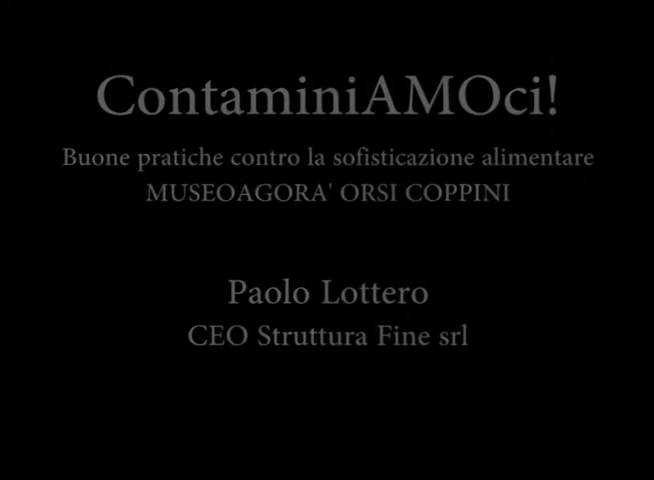 ContaminiAMOci!
Buone pratiche contro la sofisticazione alimentare
MUSEOAGORA' ORSI COPPINI
Paolo Lottero
CEO Struttura Fine srl